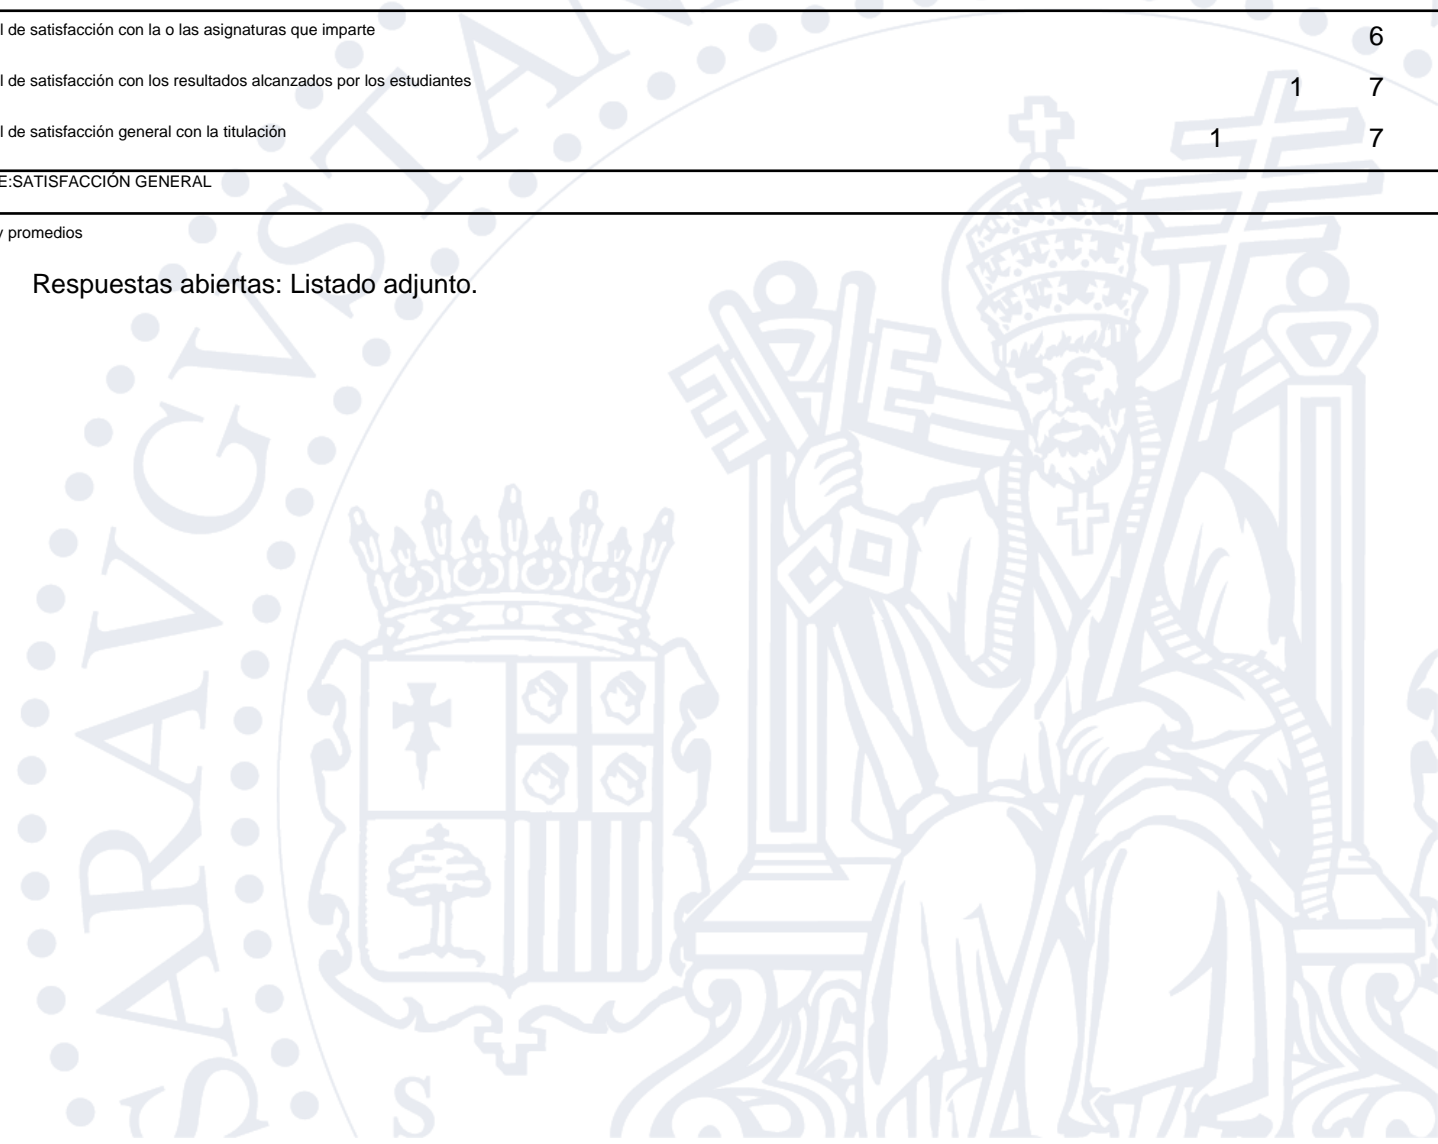 l de satisfacción con la o las asignaturas que imparte 6
l de satisfacción con los resultados alcanzados por los estudiantes 1 7
l de satisfacción general con la titulación 1 7
E:SATISFACCIÓN GENERAL
y promedios
Respuestas abiertas: Listado adjunto.
SARAVGVSTAN
S